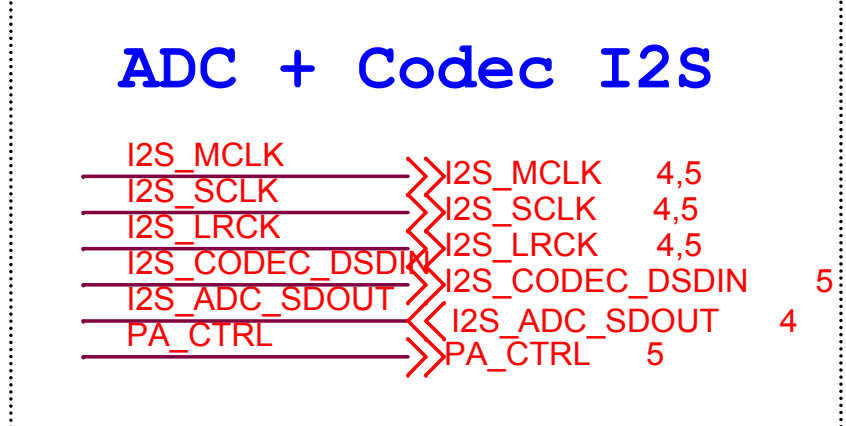 ADC + Codec I2S
I2S_MCLK I2S_MCLK 4,5
I2S_SCLK I2S_SCLK 4,5
I2S_LRCK I2S_LRCK 4,5
I2S_CODEC_DSDIN I2S_CODEC_DSDIN 5
I2S_ADC_SDOUT I2S_ADC_SDOUT 4
PA_CTRL PA_CTRL 5